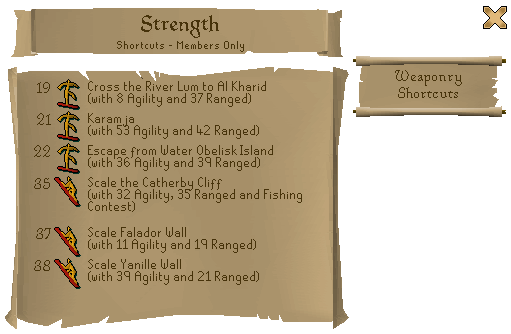 Strength
Shortcuts - Members Only
Weaponry
Shortcuts
19 Cross the River Lum to Al Kharid
(with 8 Agility and 37 Ranged)
21 Karamja
(with 53 Agility and 42 Ranged)
22 Escape from Water Obelisk Island
(with 36 Agility and 39 Ranged)
35 Scale the Catherby Cliff
(with 32 Agility, 35 Ranged and Fishing
Contest)
37 Scale Falador Wall
(with 11 Agility and 19 Ranged)
38 Scale Yanille Wall
(with 39 Agility and 21 Ranged)